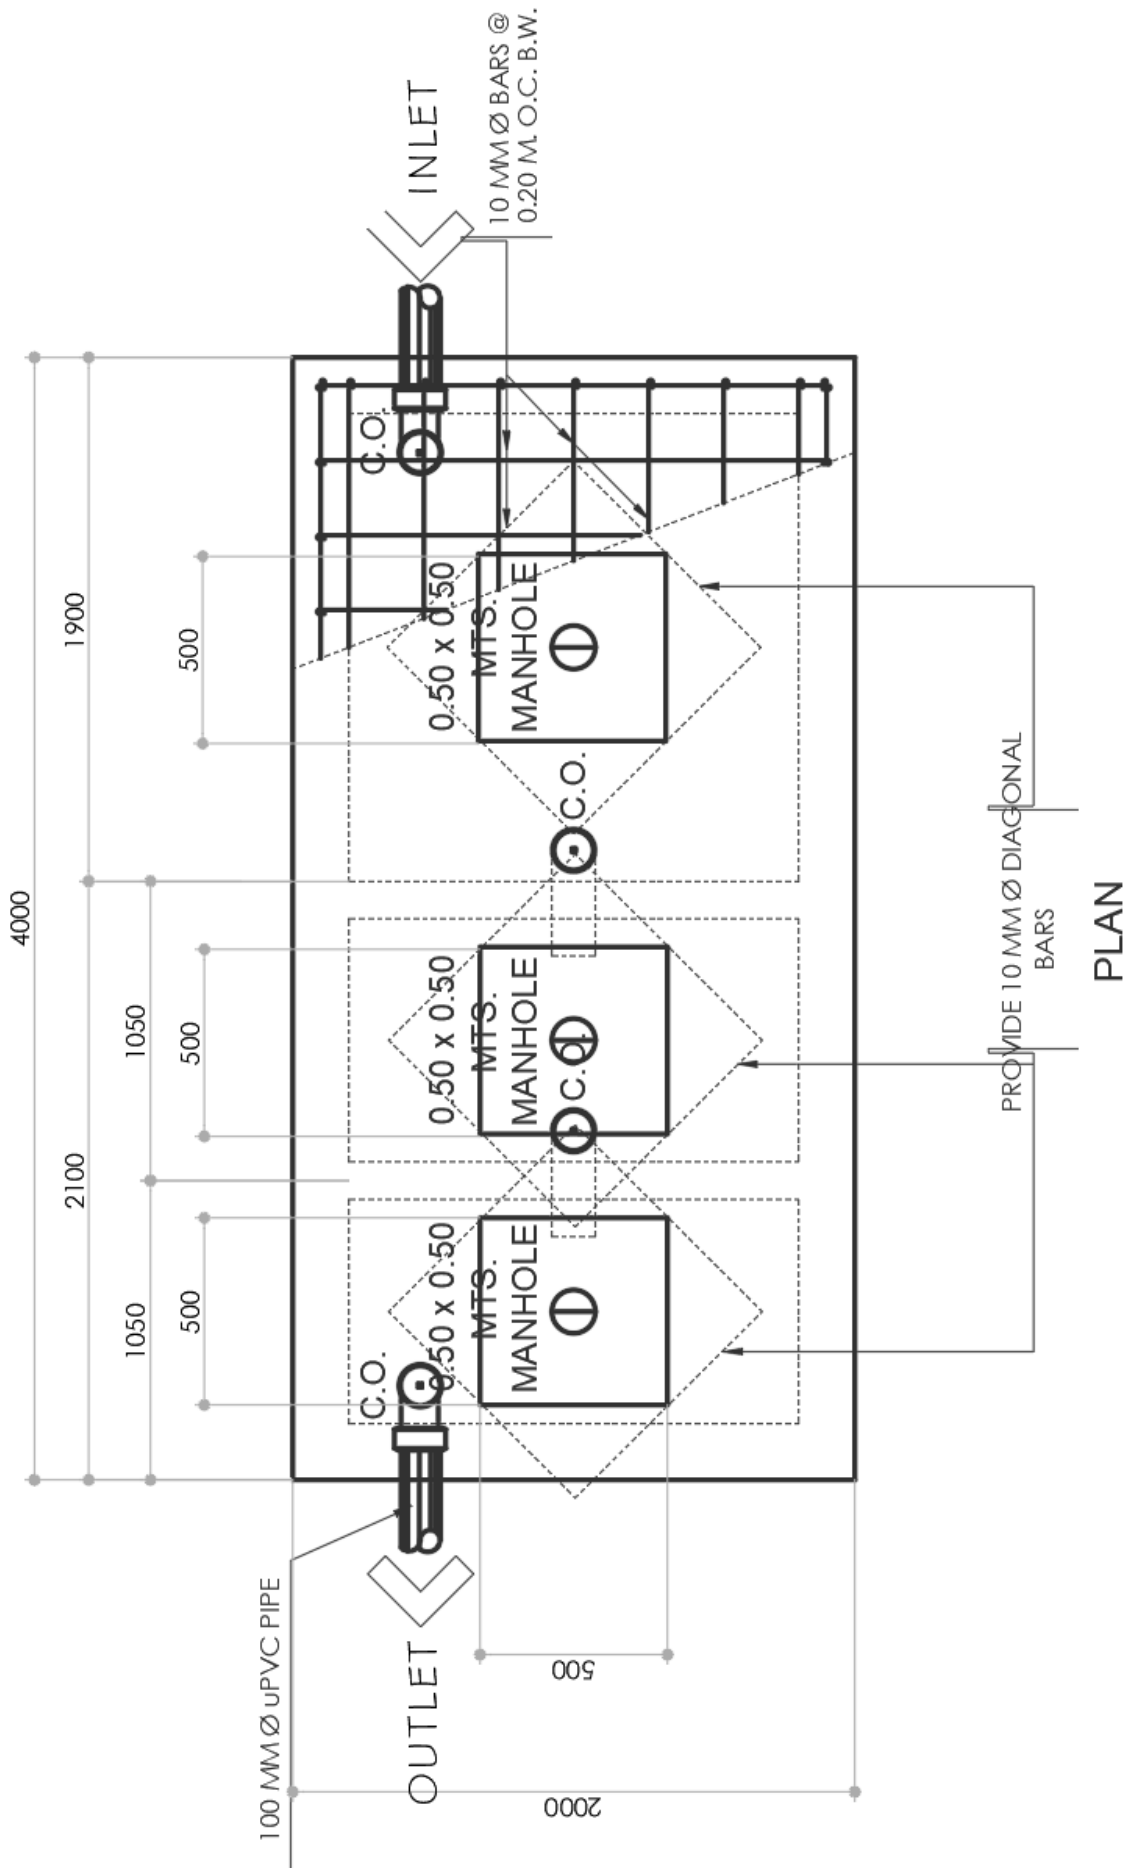 4000
2100
1900
1050
1050
500
500
500
100 MM Ø uPVC PIPE
OUTLET
INLET
C.O.
C.O.
10 MM Ø BARS @
0.20 M. O.C. B.W.
0.50 x 0.50
MTS.
MANHOLE
0.50 x 0.50
MTS.
MANHOLE
0.50 x 0.50
MTS.
MANHOLE
C.O.
C.O.
500
2000
PROVIDE 10 MM Ø DIAGONAL
BARS
PLAN